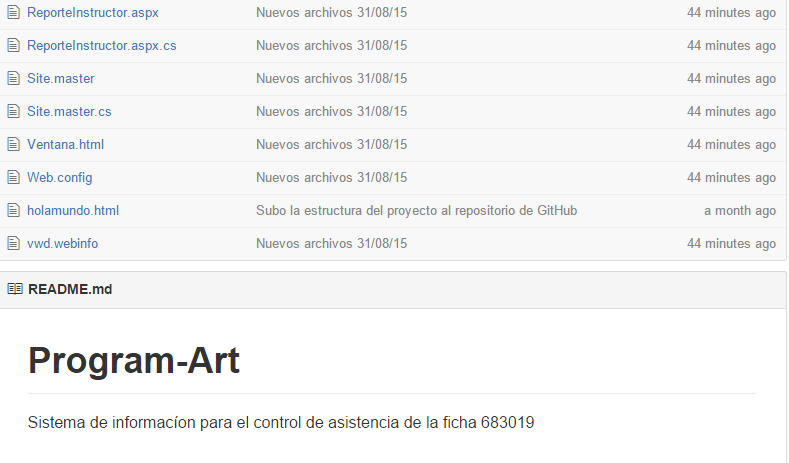 ReporteInstructor.aspx Nuevos archivos 31/08/15 44 minutes ago
ReporteInstructor.aspx.cs Nuevos archivos 31/08/15 44 minutes ago
Site.master Nuevos archivos 31/08/15 44 minutes ago
Site.master.cs Nuevos archivos 31/08/15 44 minutes ago
Ventana.html Nuevos archivos 31/08/15 44 minutes ago
Web.config Nuevos archivos 31/08/15 44 minutes ago
holamundo.html Subo la estructura del proyecto al repositorio de GitHub a month ago
vwd.webinfo Nuevos archivos 31/08/15 44 minutes ago
README.md
Program-Art
Sistema de informacíon para el control de asistencia de la ficha 683019